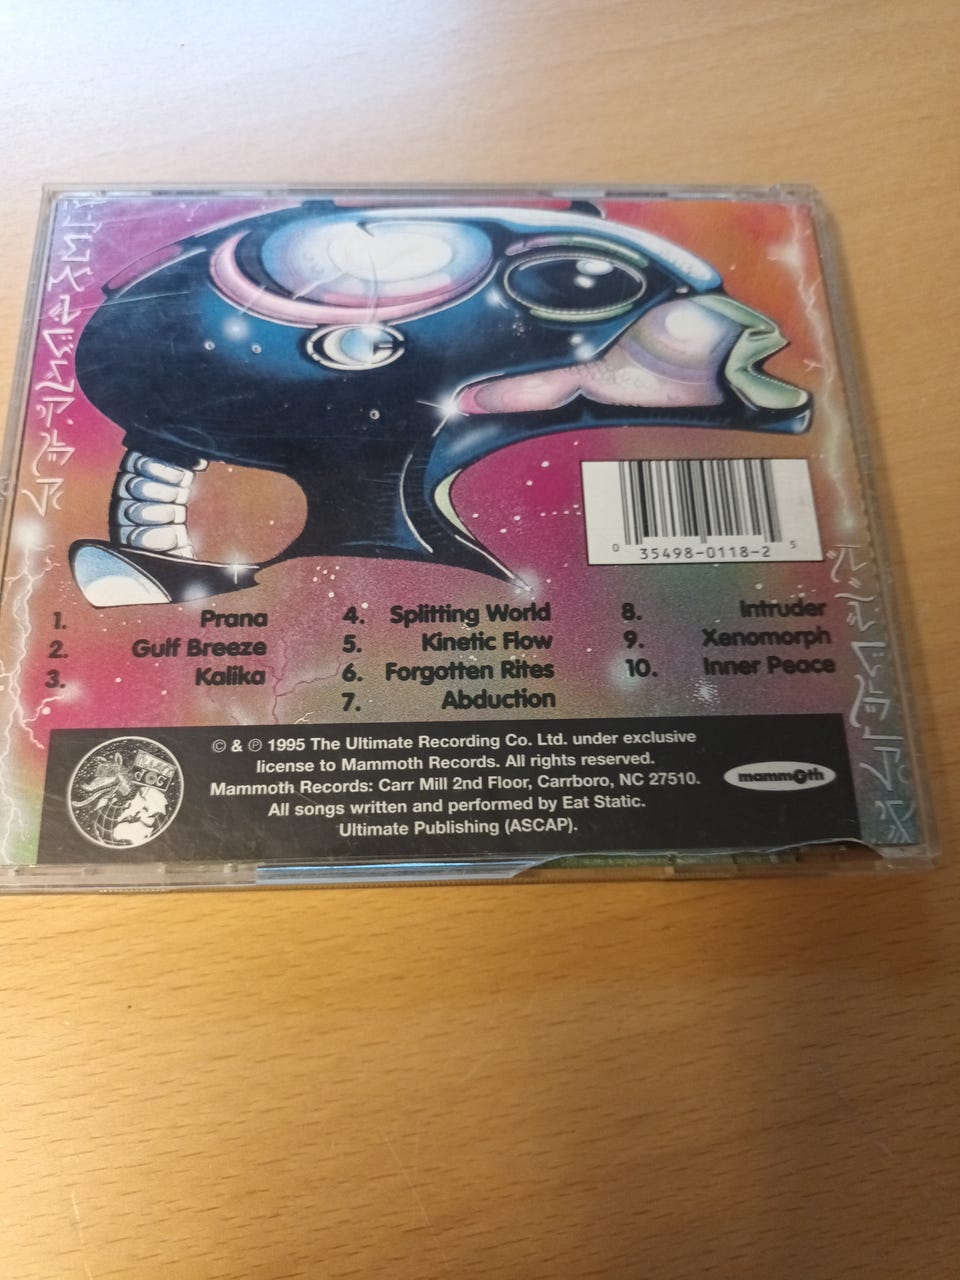 0 35498-0118-2 5
1. Prana
2. Gulf Breeze
3. Kalika
4. Splitting World
5. Kinetic Flow
6. Forgotten Rites
7. Abduction
8. Intruder
9. Xenomorph
10. Inner Peace
© & ℗ 1995 The Ultimate Recording Co. Ltd. under exclusive
license to Mammoth Records. All rights reserved.
Mammoth Records: Carr Mill 2nd Floor, Carrboro, NC 27510.
All songs written and performed by Eat Static.
Ultimate Publishing (ASCAP).
mammoth